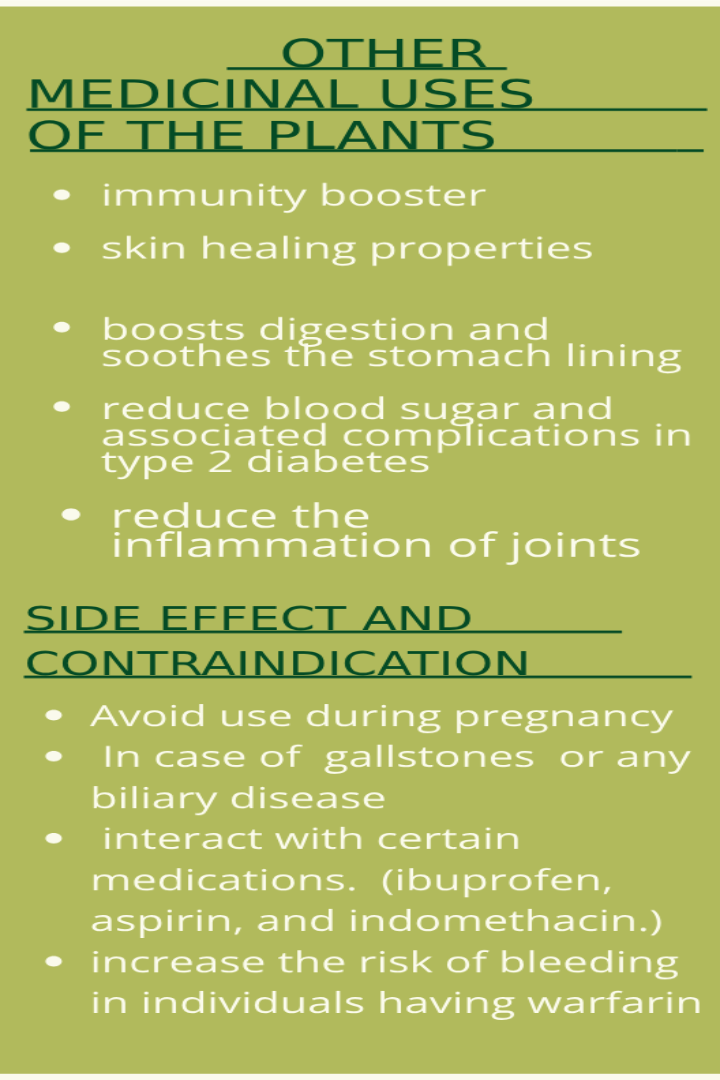 OTHER
MEDICINAL USES
OF THE PLANTS
• immunity booster
• skin healing properties
• boosts digestion and
soothes the stomach lining
• reduce blood sugar and
associated complications in
type 2 diabetes
• reduce the
inflammation of joints
SIDE EFFECT AND
CONTRAINDICATION
• Avoid use during pregnancy
• In case of gallstones or any
biliary disease
• interact with certain
medications. (ibuprofen,
aspirin, and indomethacin.)
• increase the risk of bleeding
in individuals having warfarin